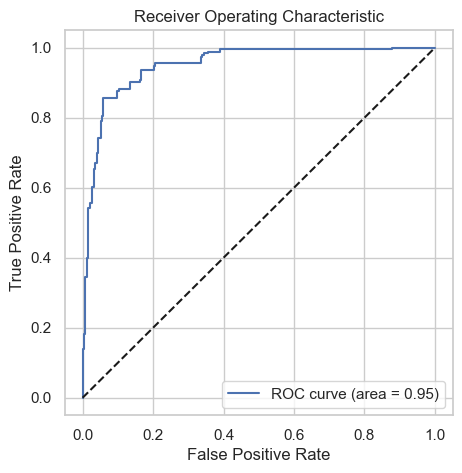 Receiver Operating Characteristic
1.0
0.8
0.6
0.4
0.2
0.0
True Positive Rate
ROC curve (area = 0.95)
0.0 0.2 0.4 0.6 0.8 1.0
False Positive Rate